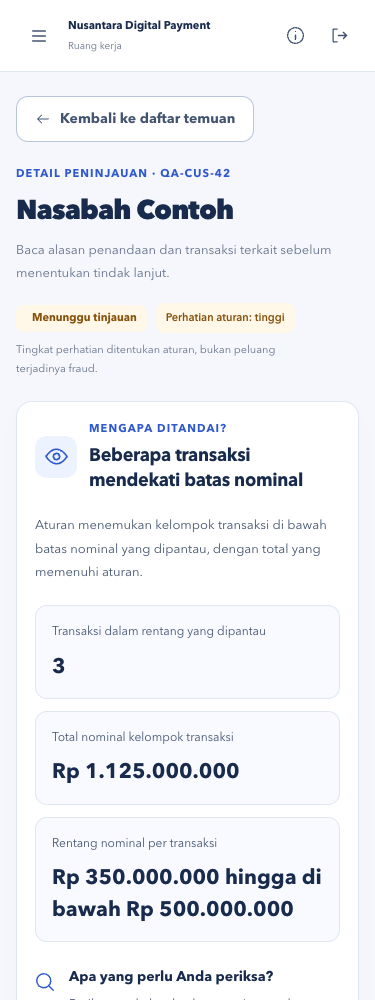 Nusantara Digital Payment
Ruang kerja
Kembali ke daftar temuan
DETAIL PENINJAUAN · QA-CUS-42
Nasabah Contoh
Baca alasan penandaan dan transaksi terkait sebelum
menentukan tindak lanjut.
Menunggu tinjauan
Perhatian aturan: tinggi
Tingkat perhatian ditentukan aturan, bukan peluang
terjadinya fraud.
MENGAPA DITANDAI?
Beberapa transaksi
mendekati batas nominal
Aturan menemukan kelompok transaksi di bawah
batas nominal yang dipantau, dengan total yang
memenuhi aturan.
Transaksi dalam rentang yang dipantau
3
Total nominal kelompok transaksi
Rp 1.125.000.000
Rentang nominal per transaksi
Rp 350.000.000 hingga di
bawah Rp 500.000.000
Apa yang perlu Anda periksa?